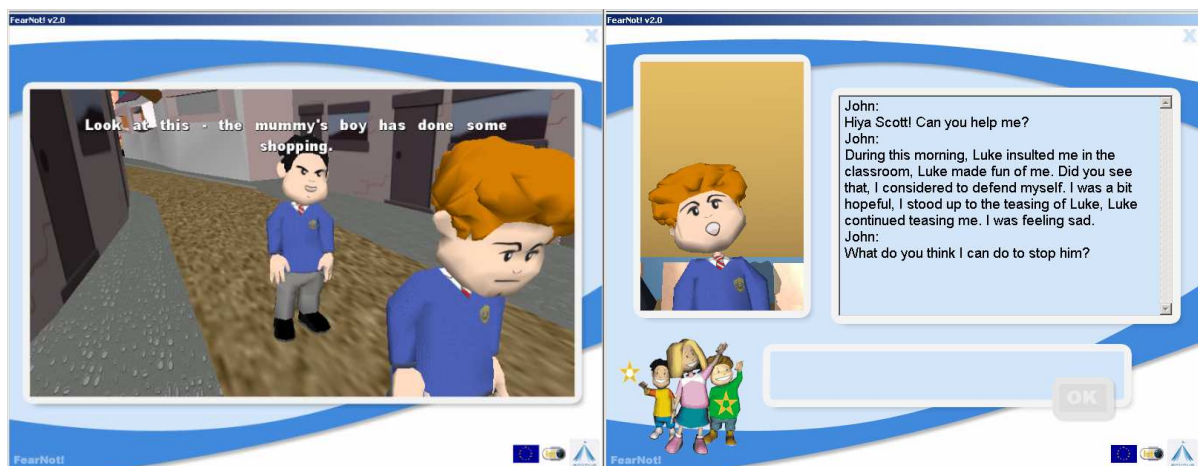 FearNot! v2.0
X
Look at this - the mummy's boy has done some
shopping.
FearNot!
FearNot! v2.0
X
John:
Hiya Scott! Can you help me?
John:
During this morning, Luke insulted me in the
classroom, Luke made fun of me. Did you see
that, I considered to defend myself. I was a bit
hopeful, I stood up to the teasing of Luke, Luke
continued teasing me. I was feeling sad.
John:
What do you think I can do to stop him?
OK
FearNot!